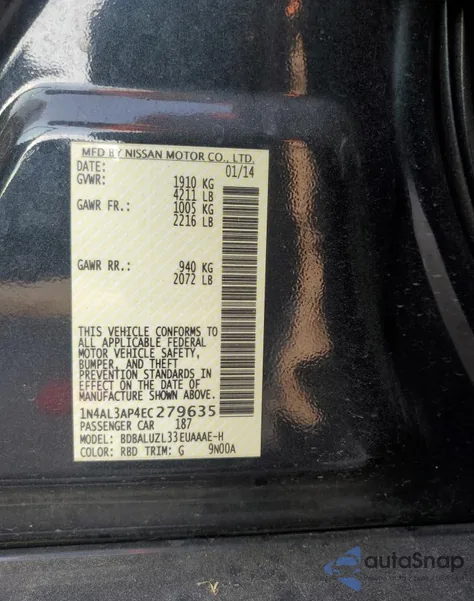 MFD BY NISSAN MOTOR CO., LTD.
DATE: 01/14
GVWR: 1910 KG
4211 LB
GAWR FR.: 1005 KG
2216 LB
GAWR RR.: 940 KG
2072 LB
THIS VEHICLE CONFORMS TO
ALL APPLICABLE FEDERAL
MOTOR VEHICLE SAFETY,
BUMPER, AND THEFT
PREVENTION STANDARDS IN
EFFECT ON THE DATE OF
MANUFACTURE SHOWN ABOVE.
1N4AL3AP4EC279635
PASSENGER CAR 187
MODEL: BDBALUZL33EUAAAE-H
COLOR: RBD TRIM: G 9N00A
autoSnap